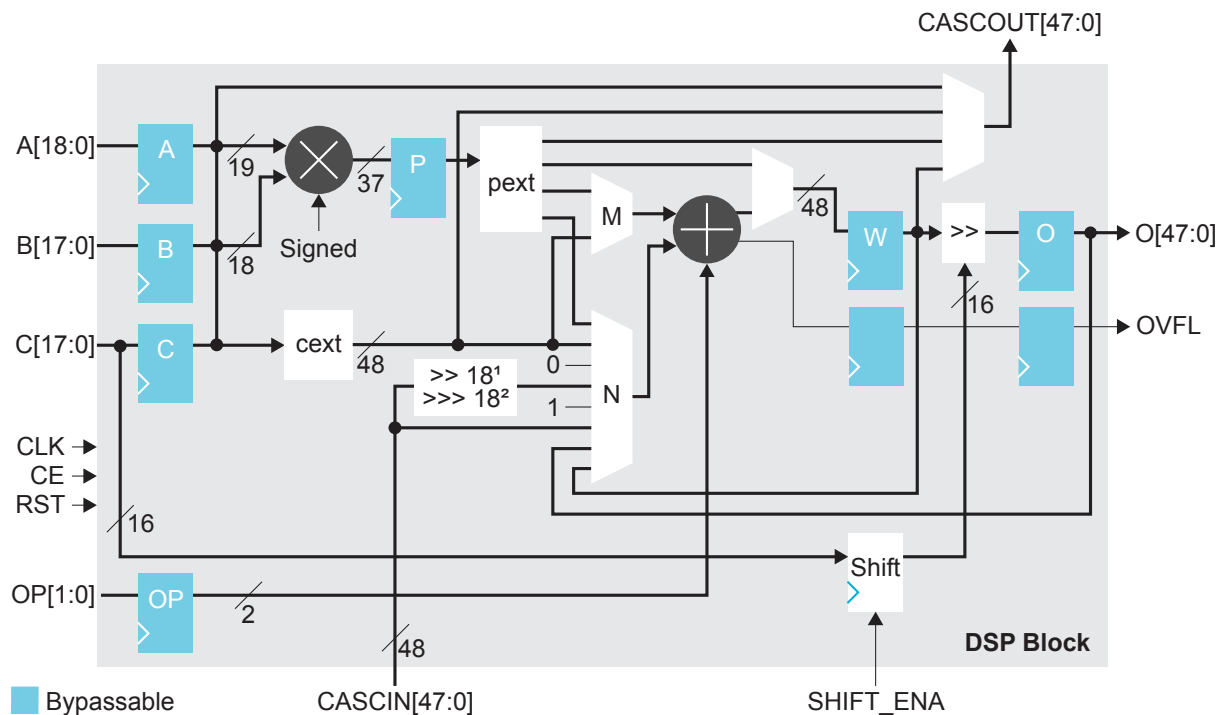 CASCOUT[47:0]
A[18:0]
A
19
37
P
pext
Signed
M
48
B[17:0]
B
18
W
>>
O
O[47:0]
16
OVFL
C[17:0]
C
cext
48
0
>> 18¹
>>> 18²
1
N
CLK
CE
RST
16
Shift
OP[1:0]
OP
2
48
DSP Block
Bypassable
CASCIN[47:0]
SHIFT_ENA